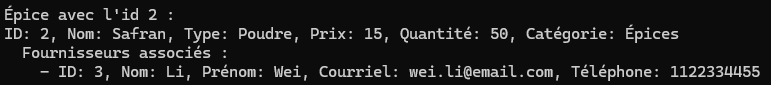 Épice avec l'id 2 :
ID: 2, Nom: Safran, Type: Poudre, Prix: 15, Quantité: 50, Catégorie: Épices
Fournisseurs associés :
- ID: 3, Nom: Li, Prénom: Wei, Courriel: wei.li@email.com, Téléphone: 1122334455